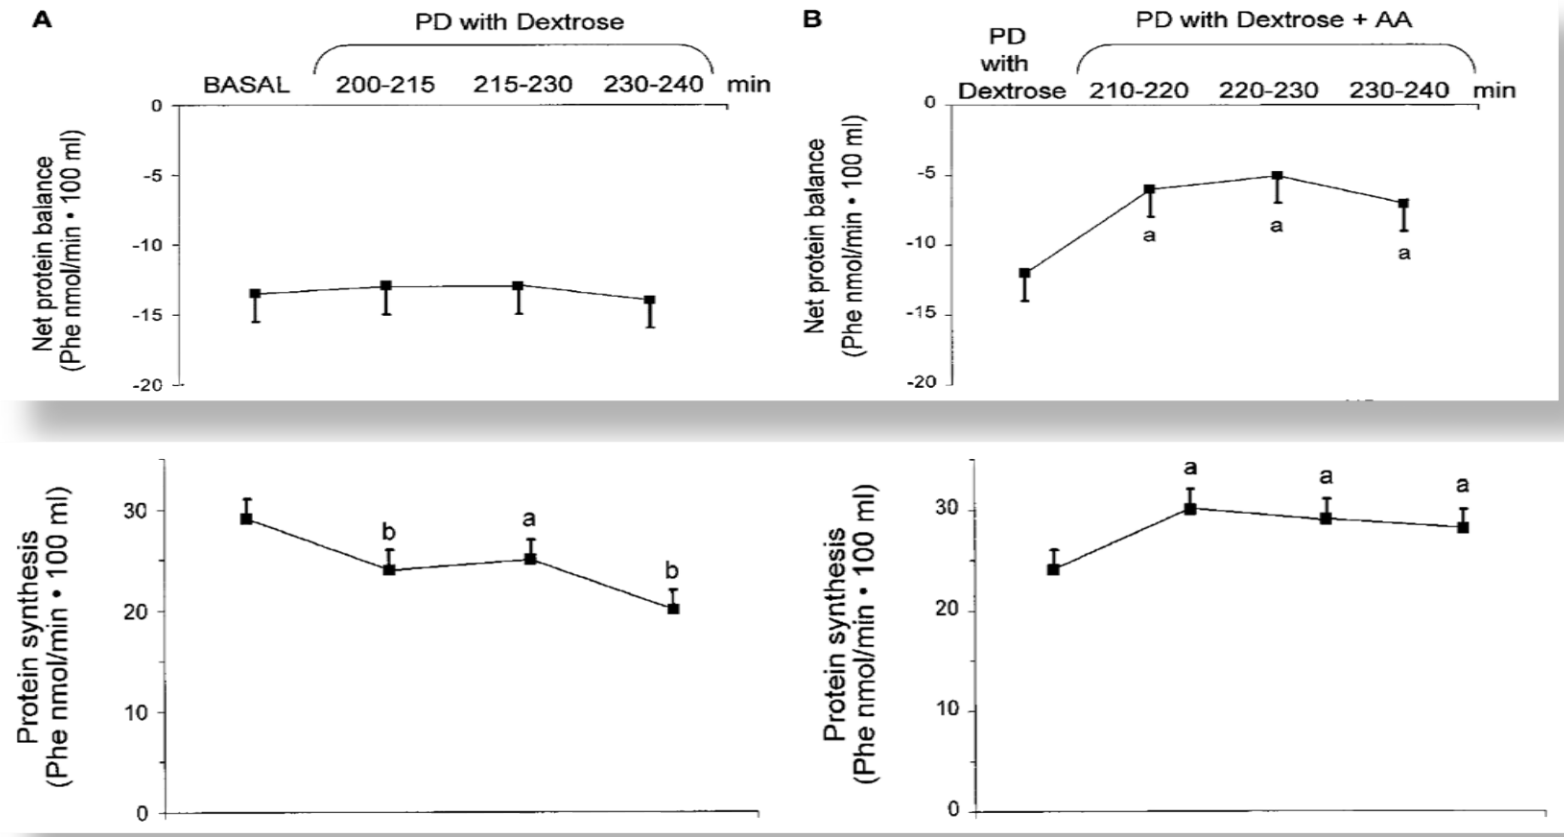 A
PD with Dextrose
BASAL 200-215 215-230 230-240 min
0
-5
-10
-15
-20
Net protein balance
(Phe nmol/min • 100 ml)
B
PD with Dextrose + AA
PD
with
Dextrose 210-220 220-230 230-240 min
0
-5
-10
-15
-20
Net protein balance
(Phe nmol/min • 100 ml)
a
a
a
30
20
10
0
Protein synthesis
(Phe nmol/min • 100 ml)
b
a
b
30
20
10
0
Protein synthesis
(Phe nmol/min • 100 ml)
a
a
a